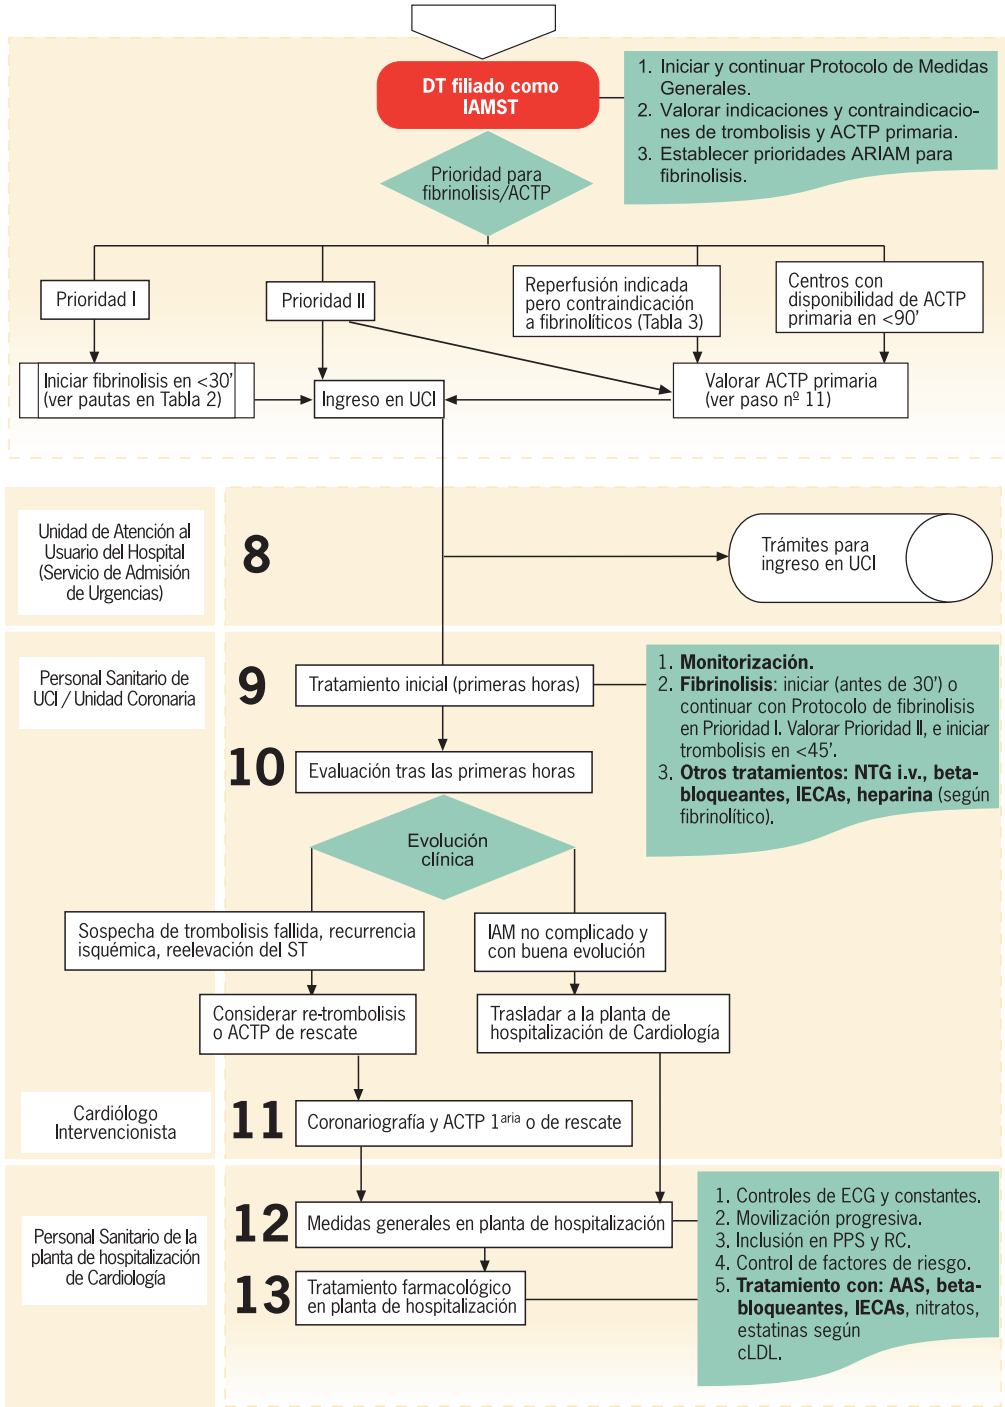 DT filiado como
IAMST
1. Iniciar y continuar Protocolo de Medidas
Generales.
2. Valorar indicaciones y contraindicacio-
nes de trombolisis y ACTP primaria.
3. Establecer prioridades ARIAM para
fibrinolisis.
Prioridad para
fibrinolisis/ACTP
Prioridad I
Prioridad II
Reperfusión indicada
pero contraindicación
a fibrinolíticos (Tabla 3)
Centros con
disponibilidad de ACTP
primaria en <90’
Iniciar fibrinolisis en <30’
(ver pautas en Tabla 2)
Ingreso en UCI
Valorar ACTP primaria
(ver paso nº 11)
Unidad de Atención al
Usuario del Hospital
(Servicio de Admisión
de Urgencias)
8
Trámites para
ingreso en UCI
Personal Sanitario de
UCI / Unidad Coronaria
9
Tratamiento inicial (primeras horas)
1. Monitorización.
2. Fibrinolisis: iniciar (antes de 30’) o
continuar con Protocolo de fibrinolisis
en Prioridad I. Valorar Prioridad II, e iniciar
trombolisis en <45’.
3. Otros tratamientos: NTG i.v., beta-
bloqueantes, IECAs, heparina (según
fibrinolítico).
10
Evaluación tras las primeras horas
Evolución
clínica
Sospecha de trombolisis fallida, recurrencia
isquémica, reelevación del ST
IAM no complicado y
con buena evolución
Considerar re-trombolisis
o ACTP de rescate
Trasladar a la planta de
hospitalización de Cardiología
Cardiólogo
Intervencionista
11
Coronariografía y ACTP 1aria o de rescate
Personal Sanitario de la
planta de hospitalización
de Cardiología
12
Medidas generales en planta de hospitalización
13
Tratamiento farmacológico
en planta de hospitalización
1. Controles de ECG y constantes.
2. Movilización progresiva.
3. Inclusión en PPS y RC.
4. Control de factores de riesgo.
5. Tratamiento con: AAS, beta-
bloqueantes, IECAs, nitratos,
estatinas según
cLDL.